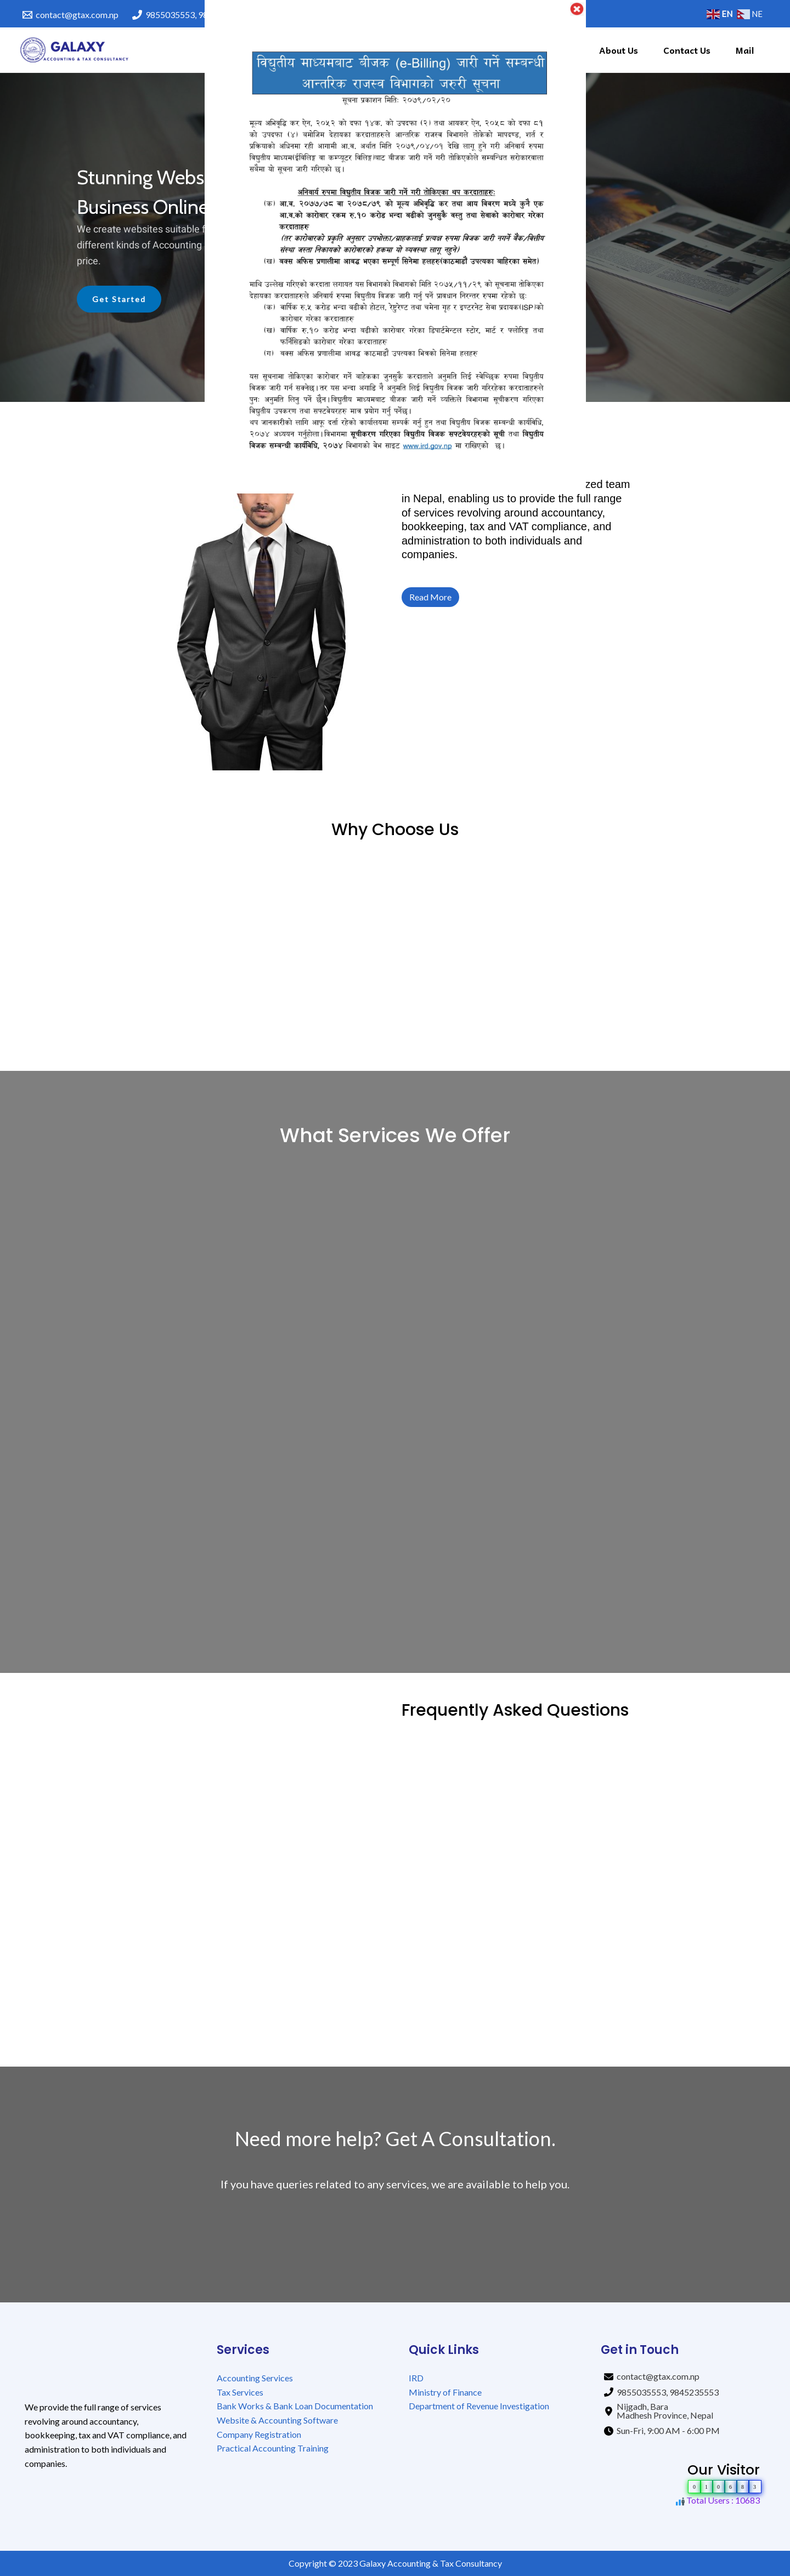 contact@gtax.com.np
9855035553, 98
EN NE
GALAXY
ACCOUNTING & TAX CONSULTANCY
About Us
Contact Us
Mail
Stunning Webs
Business Online
We create websites suitable f
different kinds of Accounting
price.
Get Started
विद्युतीय माध्यमबाट बीजक (e-Billing) जारी गर्ने सम्बन्धी
आन्तरिक राजस्व विभागको जरुरी सूचना
सूचना प्रकाशन मितिः २०७९/०२/२०
मूल्य अभिवृद्धि कर ऐन, २०५२ को दफा १४क. को उपदफा (२) तथा आयकर ऐन, २०५८ को दफा ८१
को उपदफा (४) बमोजिम देहायका करदाताहरुले आन्तरिक राजस्व विभागले तोकेको मापदण्ड, शर्त र
प्रक्रियाको अधिनमा रही आगामी आ.व. अर्थात मिति २०७९/०४/०१ देखि लागू हुने गरी अनिवार्य रुपमा
विद्युतीय माध्यम(ईबिलिङ्ग वा कम्प्यूटर बिलिङ्ग)बाट बीजक जारी गर्ने गरी तोकिएकोले सम्बन्धित सरोकारवाला
सबैमा यो सूचना जारी गरिएको छ।
अनिवार्य रुपमा विद्युतीय बिजक जारी गर्ने गरी तोकिएका थप करदाताहरुः
(क) आ.व. २०७७/७८ वा २०७८/७९ को मूल्य अभिवृद्धि कर तथा आय विवरण मध्ये कुनै एक
आ.व.को कारोबार रकम रु.१० करोड भन्दा बढीको जुनसुकै वस्तु तथा सेवाको कारोबार गरेका
करदाताहरु
(तर कारोबारको प्रकृति अनुसार उपभोक्ता/ग्राहकलाई प्रत्यक्ष रुपमा बिजक जारी नगर्ने बैंक/वित्तीय
संस्था जस्ता निकायको कारोबारको हकमा यो व्यवस्था लागू नहुने)
(ख) बक्स अफिस प्रणालीमा आवद्ध भएका सम्पूर्ण सिनेमा हलहरु(काठमाडौं उपत्यका बाहिरका समेत)
माथि उल्लेख गरिएको करदाता लगायत यस विभागको विभागको मिति २०७५/११/२९ को सूचनामा तोकिएका
देहायका करदाताहरुले अनिवार्य रुपमा विद्युतीय बिजक जारी गर्नु पर्ने प्रावधान निरन्तर रुपमा रहेको छः
(क) वार्षिक रु.५ करोड भन्दा बढीको होटल, रेष्टुरेण्ट तथा थमेना गृह र इण्टरनेट सेवा प्रदायक(ISP)को
कारोबार गरेका करदाताहरु
(ख) वार्षिक रु.१० करोड भन्दा बढीको कारोबार गरेका डिपार्टमेण्टल स्टोर, मार्ट र फ्लोरिङ्ग तथा
फर्निसिङको कारोबार गरेका करदाताहरु
(ग) बक्स अफिस प्रणालीमा आवद्ध काठमाडौं उपत्यका भित्रको सिनेमा हलहरु
यस सूचनामा तोकिएका कारोबार गर्ने बाहेकका जुनसुकै करदाताले अनुमति लिई स्वेच्छिक रुपमा विद्युतीय
बिजक जारी गर्न सक्नेछ। तर यस भन्दा अगाडि नै अनुमति लिई विद्युतीय बिजक जारी गरिरहेका करदाताहरुले
पुनः अनुमति लिनु पर्ने छैन। विद्युतीय माध्यमबाट बीजक जारी गर्ने व्यक्तिले विभागमा सूचीकरण गरिएका
विद्युतीय उपकरण तथा सफ्टवेयरहरु मात्र प्रयोग गर्नु पर्नेछ।
थप जानकारीको लागि आफू दर्ता रहेको कार्यालयमा सम्पर्क गर्नु हुन तथा विद्युतीय बिजक सम्बन्धी कार्यविधि,
२०७४ अध्ययन गर्नुहोला। विभागमा सूचीकरण गरिएका विद्युतीय बिजक सफ्टवेयरहरुको सूची तथा विद्युतीय
बिजक सम्बन्धी कार्यविधि, २०७४ विभागको वेभ साइट www.ird.gov.np मा राखिएको छ।
zed team
in Nepal, enabling us to provide the full range
of services revolving around accountancy,
bookkeeping, tax and VAT compliance, and
administration to both individuals and
companies.
Read More
Why Choose Us
What Services We Offer
Frequently Asked Questions
Need more help? Get A Consultation.
If you have queries related to any services, we are available to help you.
We provide the full range of services
revolving around accountancy,
bookkeeping, tax and VAT compliance, and
administration to both individuals and
companies.
Services
Accounting Services
Tax Services
Bank Works & Bank Loan Documentation
Website & Accounting Software
Company Registration
Practical Accounting Training
Quick Links
IRD
Ministry of Finance
Department of Revenue Investigation
Get in Touch
contact@gtax.com.np
9855035553, 9845235553
Nijgadh, Bara
Madhesh Province, Nepal
Sun-Fri, 9:00 AM - 6:00 PM
Our Visitor
0 1 0 6 8 3
Total Users : 10683
Copyright © 2023 Galaxy Accounting & Tax Consultancy